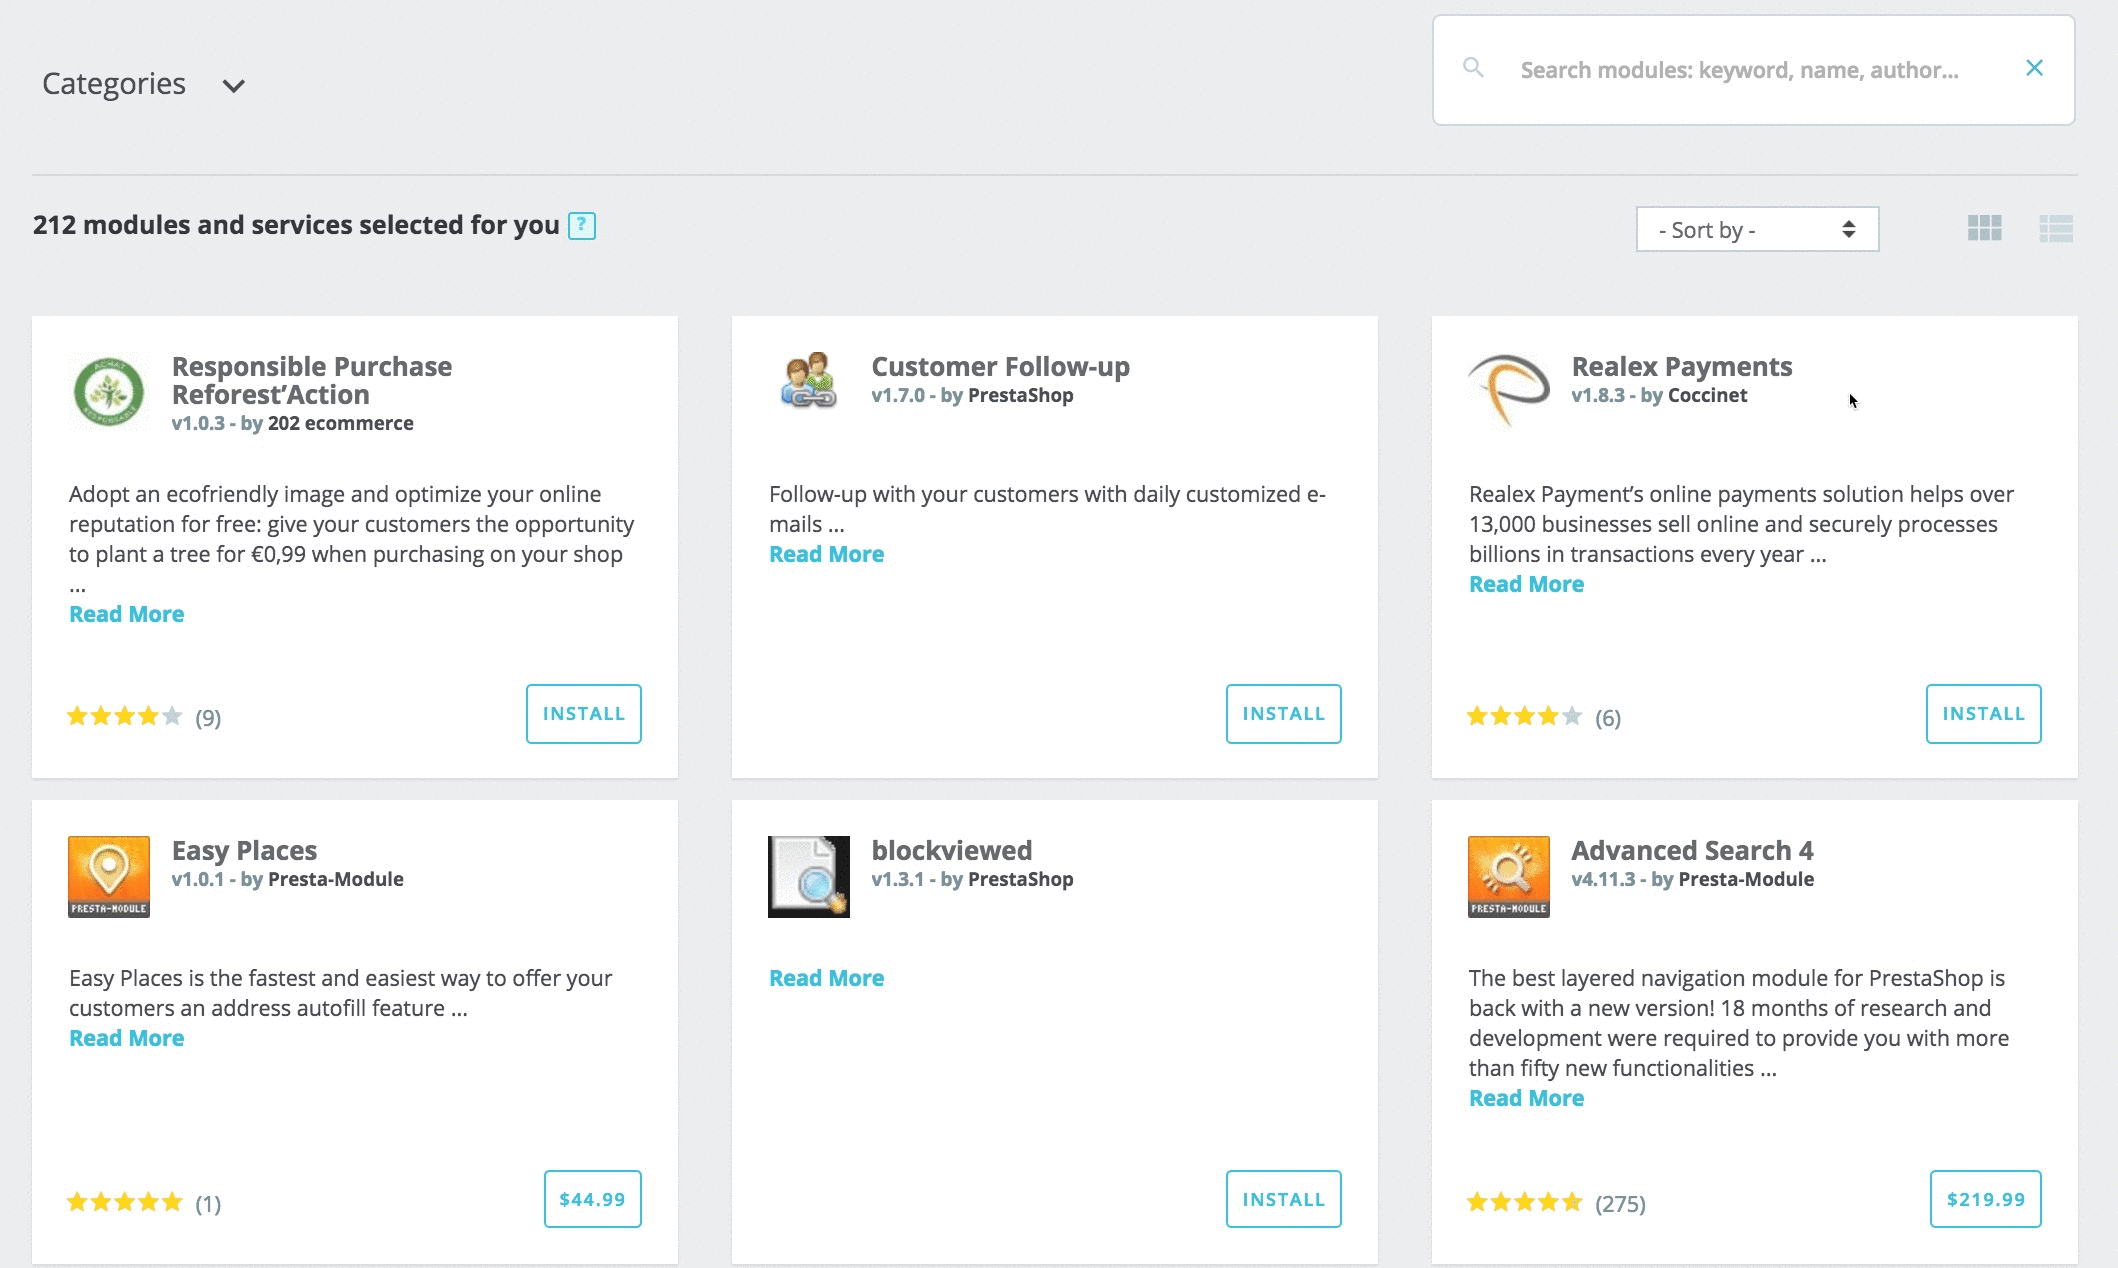 Categories
Search modules: keyword, name, author...
212 modules and services selected for you ?
- Sort by -
Responsible Purchase
Reforest’Action
v1.0.3 - by 202 ecommerce
Adopt an ecofriendly image and optimize your online
reputation for free: give your customers the opportunity
to plant a tree for €0,99 when purchasing on your shop
...
Read More
(9)
INSTALL
Customer Follow-up
v1.7.0 - by PrestaShop
Follow-up with your customers with daily customized e-
mails ...
Read More
INSTALL
Realex Payments
v1.8.3 - by Coccinet
Realex Payment’s online payments solution helps over
13,000 businesses sell online and securely processes
billions in transactions every year ...
Read More
(6)
INSTALL
PRESTA-MODULE
Easy Places
v1.0.1 - by Presta-Module
Easy Places is the fastest and easiest way to offer your
customers an address autofill feature ...
Read More
(1)
$44.99
blockviewed
v1.3.1 - by PrestaShop
Read More
INSTALL
PRESTA-MODULE
Advanced Search 4
v4.11.3 - by Presta-Module
The best layered navigation module for PrestaShop is
back with a new version! 18 months of research and
development were required to provide you with more
than fifty new functionalities ...
Read More
(275)
$219.99